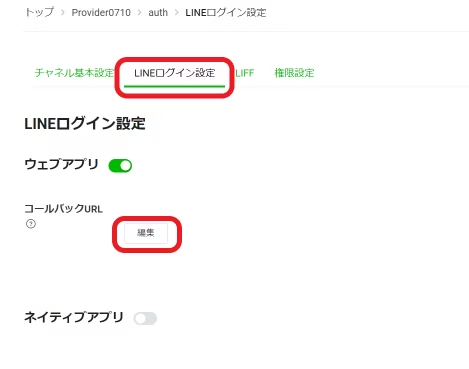 トップ > Provider0710 > auth > LINEログイン設定
チャネル基本設定 LINEログイン設定 LIFF 権限設定
LINEログイン設定
ウェブアプリ
コールバックURL
?
編集
ネイティブアプリ